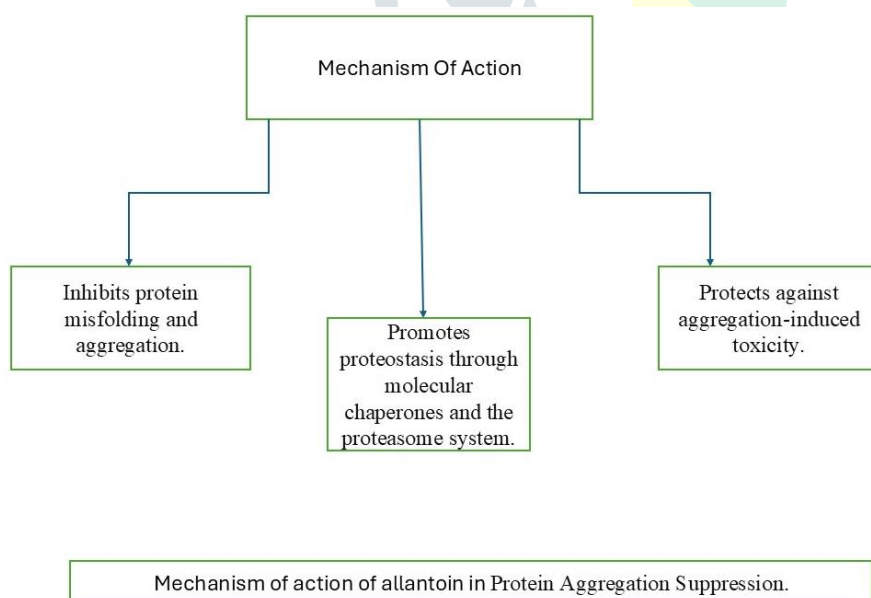 Mechanism Of Action
Inhibits protein
misfolding and
aggregation.
Promotes
proteostasis through
molecular
chaperones and the
proteasome system.
Protects against
aggregation-induced
toxicity.
Mechanism of action of allantoin in Protein Aggregation Suppression.